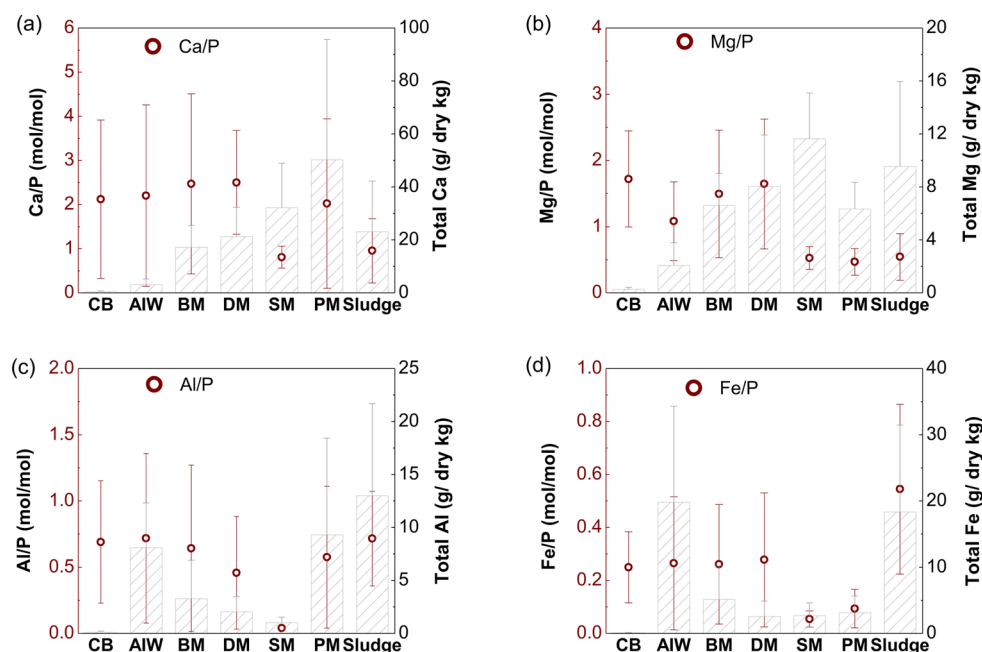 (a)
Ca/P
Ca/P (mol/mol)
6
5
4
3
2
1
0
Total Ca (g/ dry kg)
100
80
60
40
20
0
CB AIW BM DM SM PM Sludge
(b)
Mg/P
Mg/P (mol/mol)
4
3
2
1
0
Total Mg (g/ dry kg)
20
16
12
8
4
0
CB AIW BM DM SM PM Sludge
(c)
Al/P
Al/P (mol/mol)
2.0
1.5
1.0
0.5
0.0
Total Al (g/ dry kg)
25
20
15
10
5
0
CB AIW BM DM SM PM Sludge
(d)
Fe/P
Fe/P (mol/mol)
1.0
0.8
0.6
0.4
0.2
0.0
Total Fe (g/ dry kg)
40
30
20
10
0
CB AIW BM DM SM PM Sludge